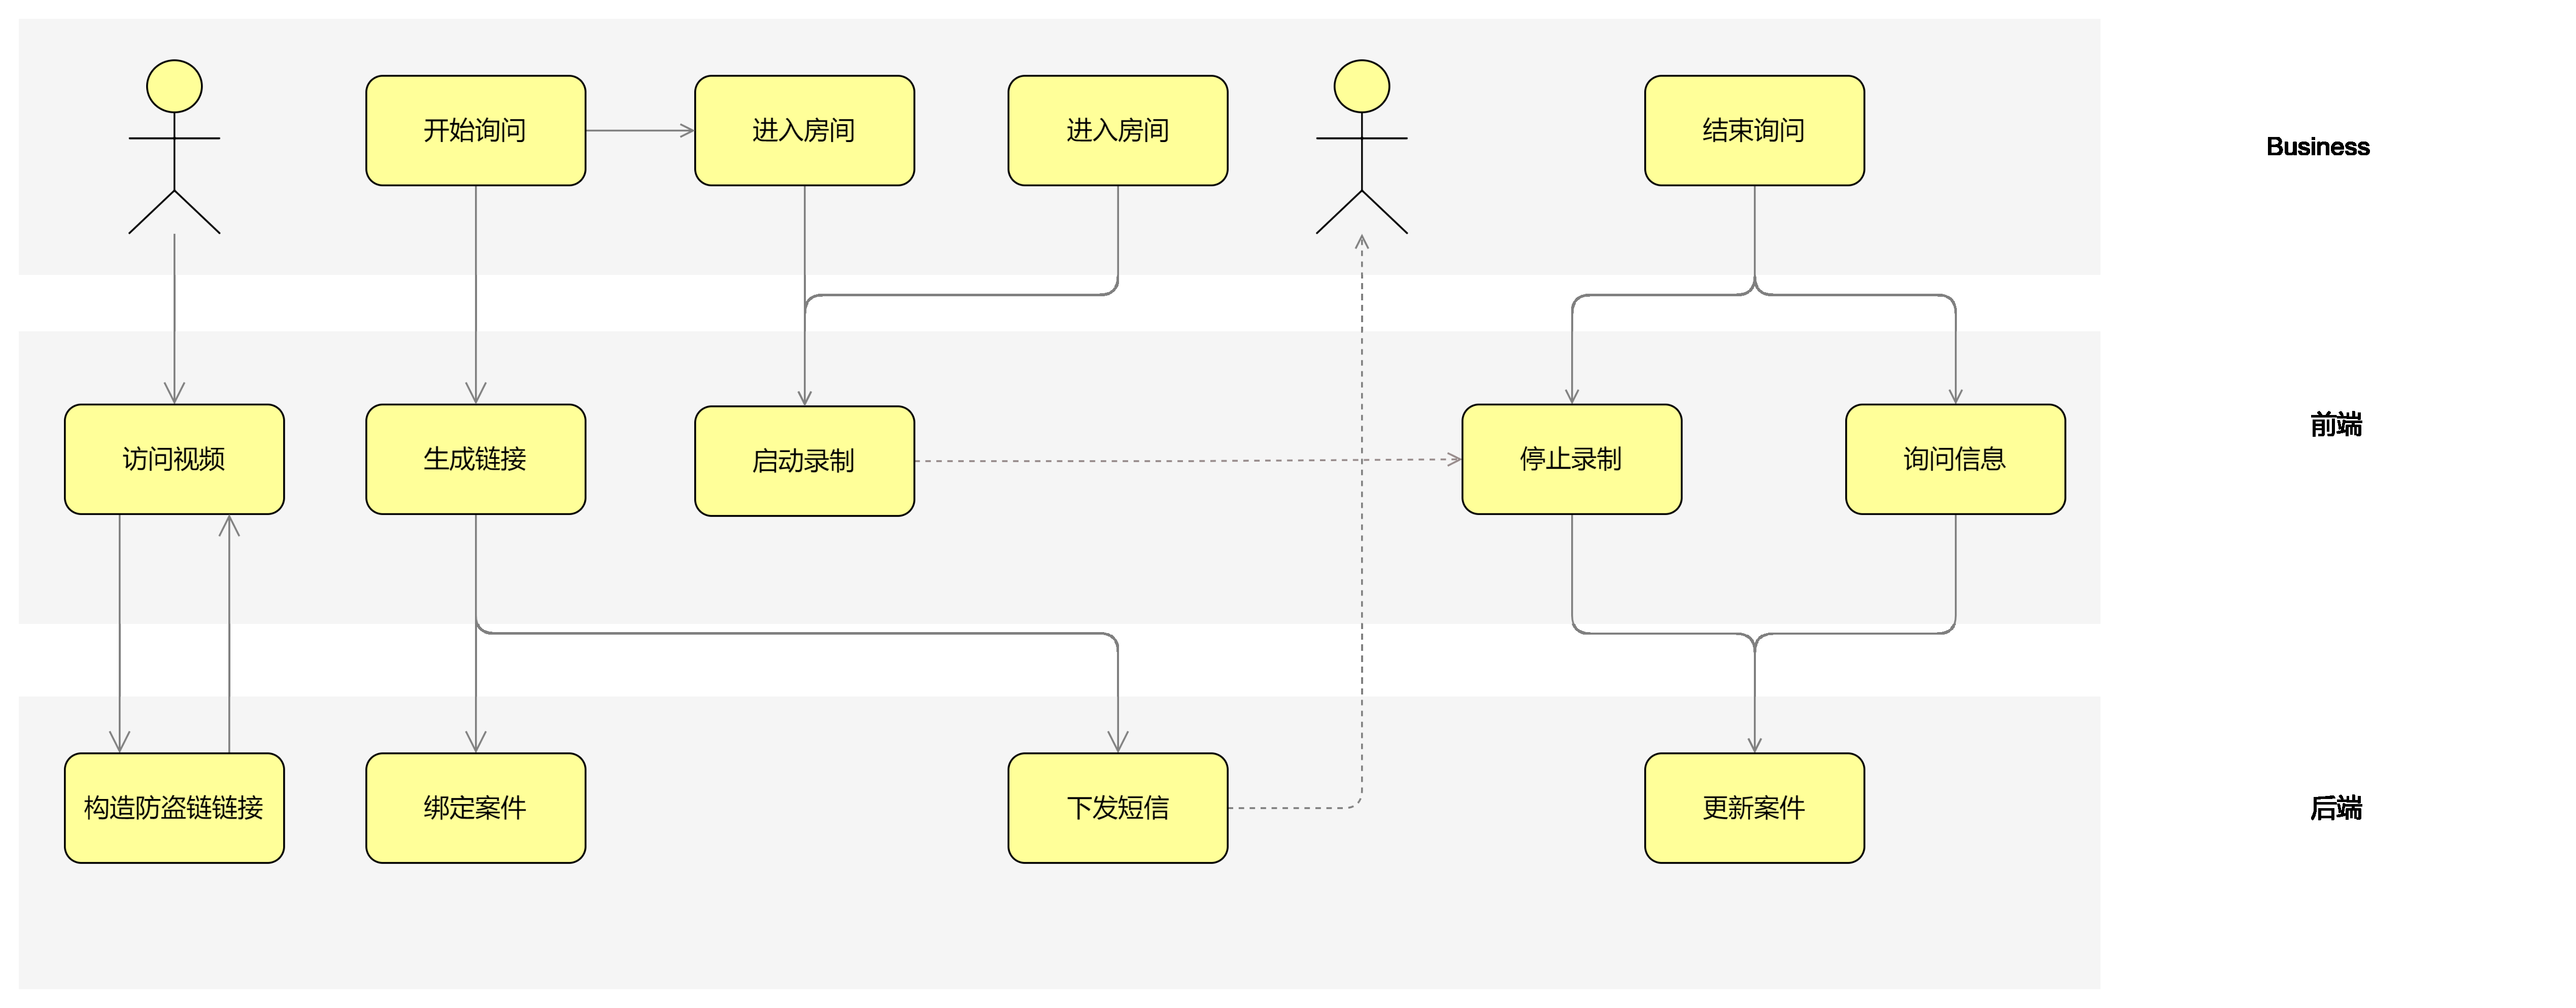 开始询问
进入房间
进入房间
结束询问
Business
访问视频
生成链接
启动录制
停止录制
询问信息
前端
构造防盗链链接
绑定案件
下发短信
更新案件
后端